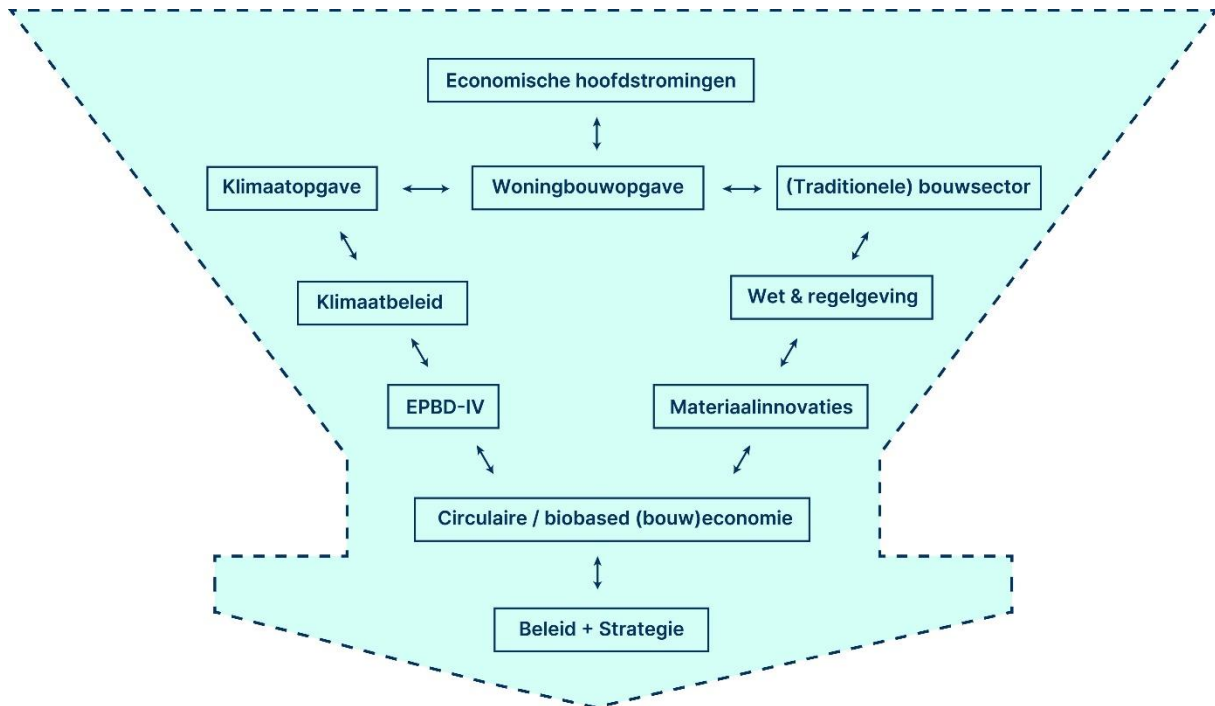 Economische hoofdstromingen
Klimaatopgave
Woningbouwopgave
(Traditionele) bouwsector
Klimaatbeleid
Wet & regelgeving
EPBD-IV
Materiaalinnovaties
Circulaire / biobased (bouw)economie
Beleid + Strategie